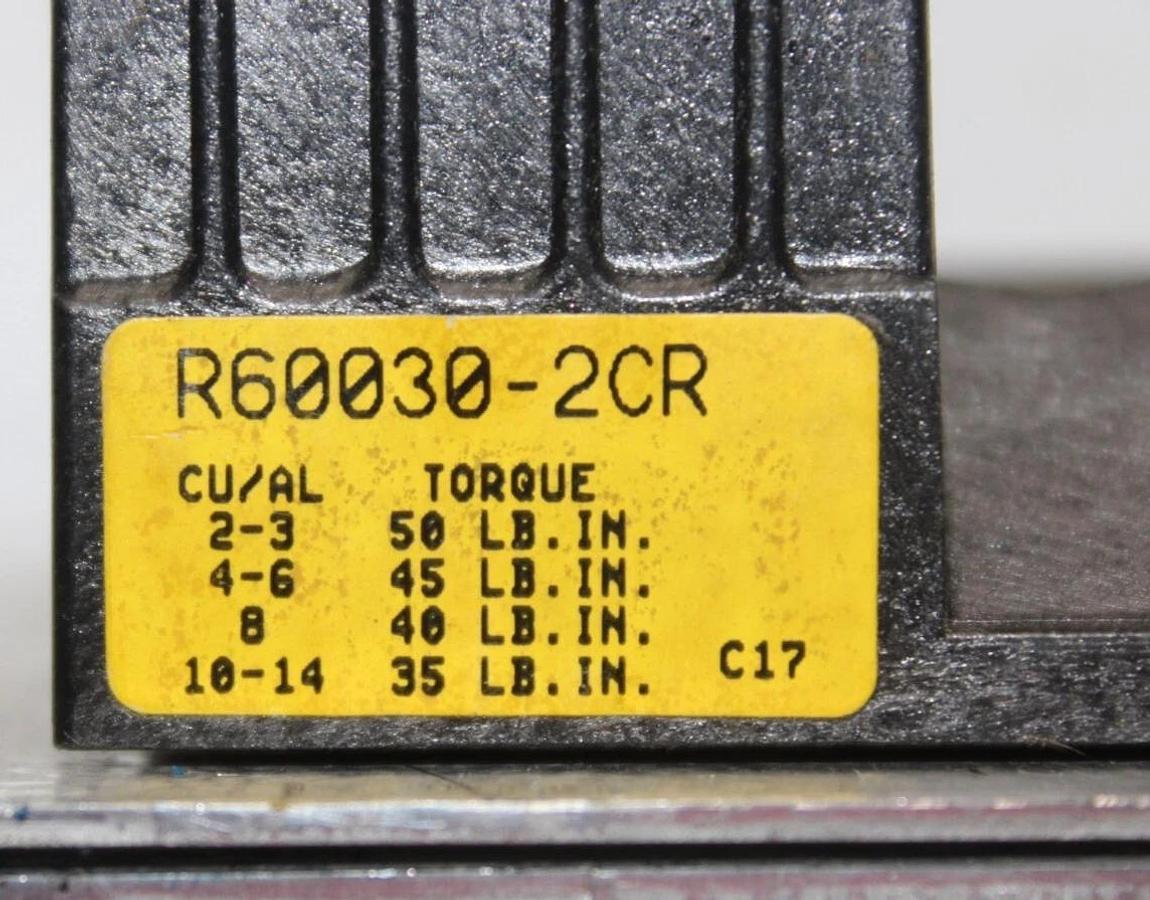 R60030-2CR
CU/AL TORQUE
2-3 50 LB.IN.
4-6 45 LB.IN.
8 40 LB.IN.
10-14 35 LB.IN. C17